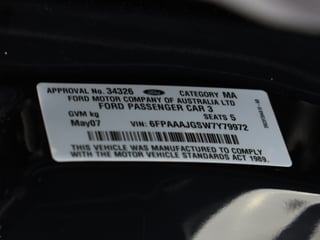 APPROVAL No. 34326 Ford CATEGORY MA
FORD MOTOR COMPANY OF AUSTRALIA LTD
FORD PASSENGER CAR 3
GVM kg SEATS 5
May07 VIN: 6FPAAAJGSW7Y79972
THIS VEHICLE WAS MANUFACTURED TO COMPLY
WITH THE MOTOR VEHICLE STANDARDS ACT 1989.